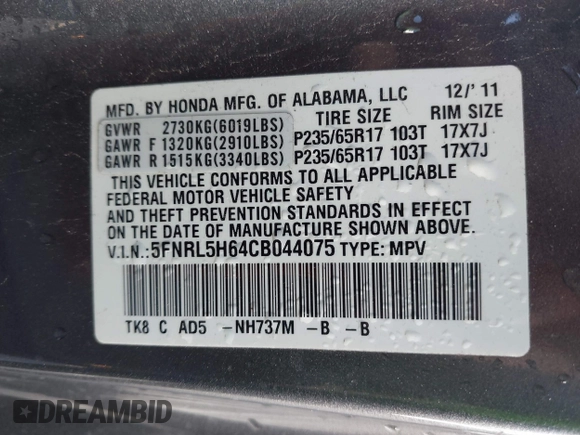 MFD. BY HONDA MFG. OF ALABAMA, LLC 12/'11
TIRE SIZE RIM SIZE
GVWR 2730KG(6019LBS)
GAWR F 1320KG(2910LBS) P235/65R17 103T 17X7J
GAWR R 1515KG(3340LBS) P235/65R17 103T 17X7J
THIS VEHICLE CONFORMS TO ALL APPLICABLE
FEDERAL MOTOR VEHICLE SAFETY
AND THEFT PREVENTION STANDARDS IN EFFECT
ON THE DATE OF MANUFACTURE SHOWN ABOVE.
V.I.N.:5FNRL5H64CB044075 TYPE: MPV
TK8 C AD5 -NH737M -B -B
DREAMBID